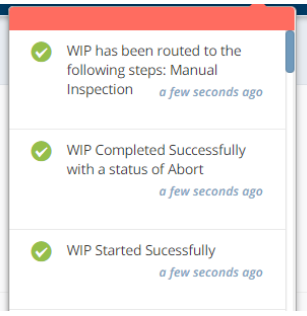 WIP has been routed to the
following steps: Manual
Inspection a few seconds ago
WIP Completed Successfully
with a status of Abort
a few seconds ago
WIP Started Sucessfully
a few seconds ago